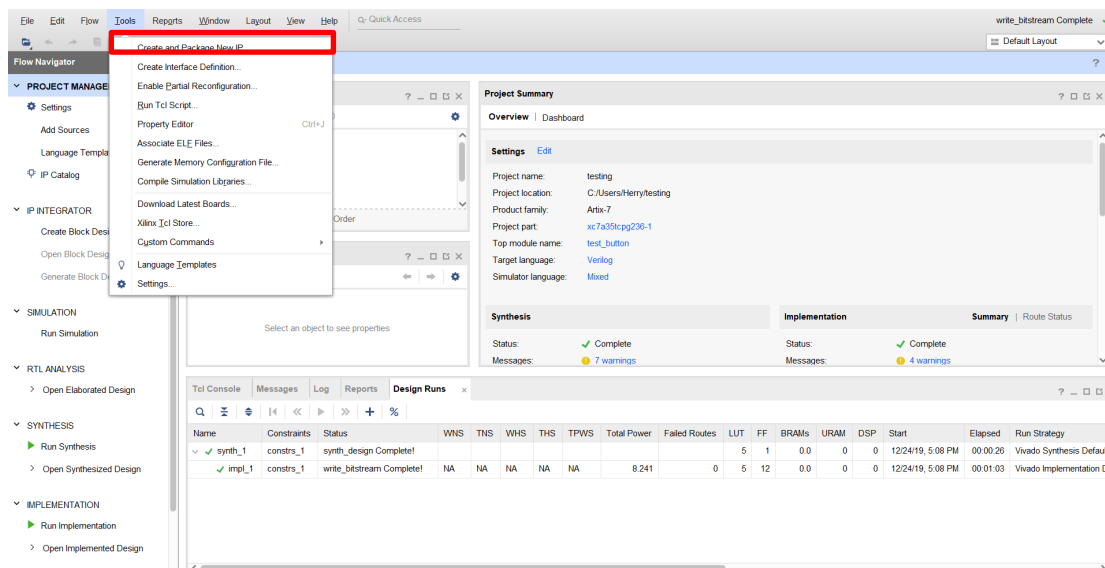 File Edit Flow Tools Reports Window Layout View Help Q- Quick Access write_bitstream Complete
Default Layout
Flow Navigator ?
PROJECT MANAGE
Settings
Add Sources
Language Templa
IP Catalog
IP INTEGRATOR
Create Block Desi
Open Block Desig
Generate Block D
SIMULATION
Run Simulation
RTL ANALYSIS
Open Elaborated Design
SYNTHESIS
Run Synthesis
Open Synthesized Design
IMPLEMENTATION
Run Implementation
Open Implemented Design
Create and Package New IP
Create Interface Definition...
Enable Partial Reconfiguration...
Run Tcl Script...
Property Editor Ctrl+J
Associate ELF Files...
Generate Memory Configuration File...
Compile Simulation Libraries...
Download Latest Boards...
Xilinx Tcl Store...
Custom Commands
Language Templates
Settings...
Order
Select an object to see properties
Project Summary
Overview | Dashboard
Settings Edit
Project name: testing
Project location: C:/Users/Herry/testing
Product family: Artix-7
Project part: xc7a35tcpg236-1
Top module name: test_button
Target language: Verilog
Simulator language: Mixed
Synthesis Implementation Summary | Route Status
Status: Complete Status: Complete
Messages: 7 warnings Messages: 4 warnings
Tcl Console Messages Log Reports Design Runs ×
Name Constraints Status WNS TNS WHS THS TPWS Total Power Failed Routes LUT FF BRAMs URAM DSP Start Elapsed Run Strategy
synth_1 constrs_1 synth_design Complete! 5 1 0.0 0 0 12/24/19, 5:08 PM 00:00:26 Vivado Synthesis Defau
impl_1 constrs_1 write_bitstream Complete! NA NA NA NA NA 8.241 0 5 12 0.0 0 0 12/24/19, 5:08 PM 00:01:03 Vivado Implementation D